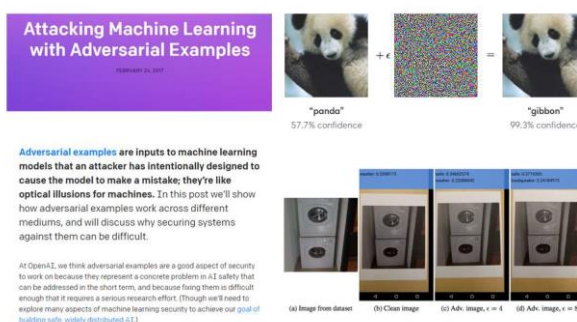 Attacking Machine Learning
with Adversarial Examples
FEBRUARY 24, 2017
Adversarial examples are inputs to machine learning
models that an attacker has intentionally designed to
cause the model to make a mistake; they're like
optical illusions for machines. In this post we'll show
how adversarial examples work across different
mediums, and will discuss why securing systems
against them can be difficult.
At OpenAI, we think adversarial examples are a good aspect of security
to work on because they represent a concrete problem in AI safety that
can be addressed in the short term, and because fixing them is difficult
enough that it requires a serious research effort. (Though we'll need to
explore many aspects of machine learning security to achieve our goal of
building safe, widely distributed AI.)
+ ϵ
=
"panda"
57.7% confidence
"gibbon"
99.3% confidence
(a) Image from dataset
(b) Clean image
(c) Adv. image, ϵ = 4
(d) Adv. image, ϵ = 8